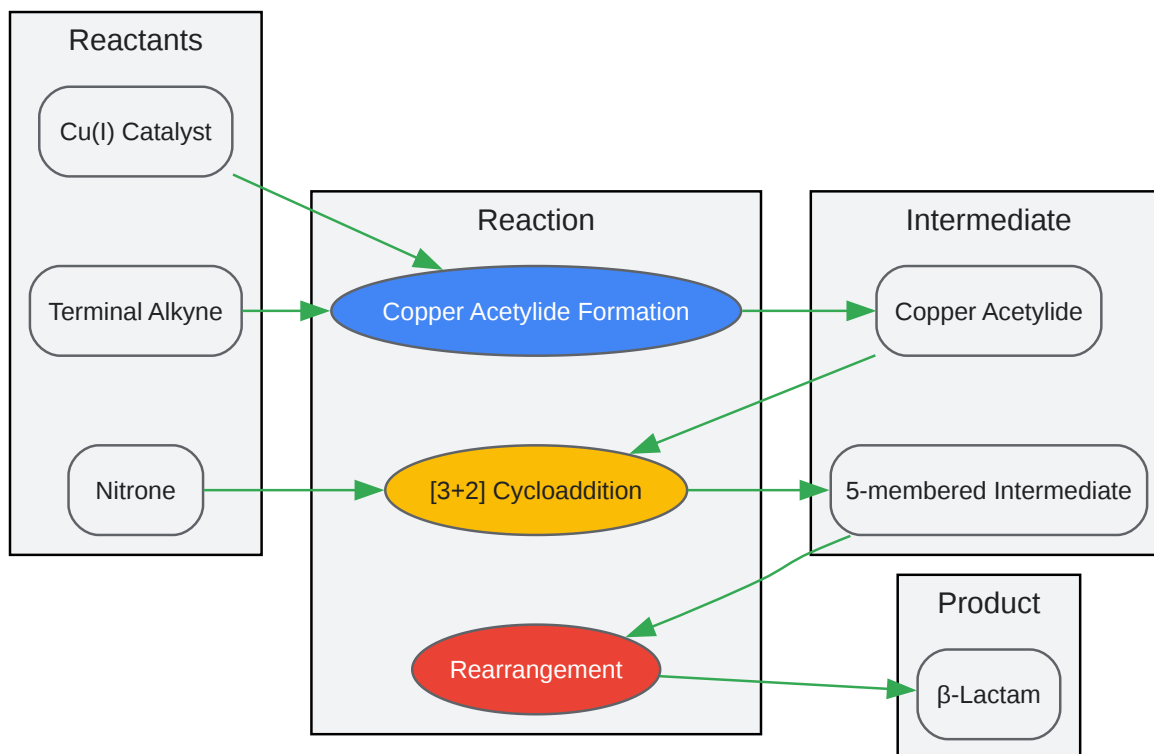 Reactants
Cu(I) Catalyst
Terminal Alkyne
Nitrone
Reaction
Copper Acetylide Formation
[3+2] Cycloaddition
Rearrangement
Intermediate
Copper Acetylide
5-membered Intermediate
Product
β-Lactam